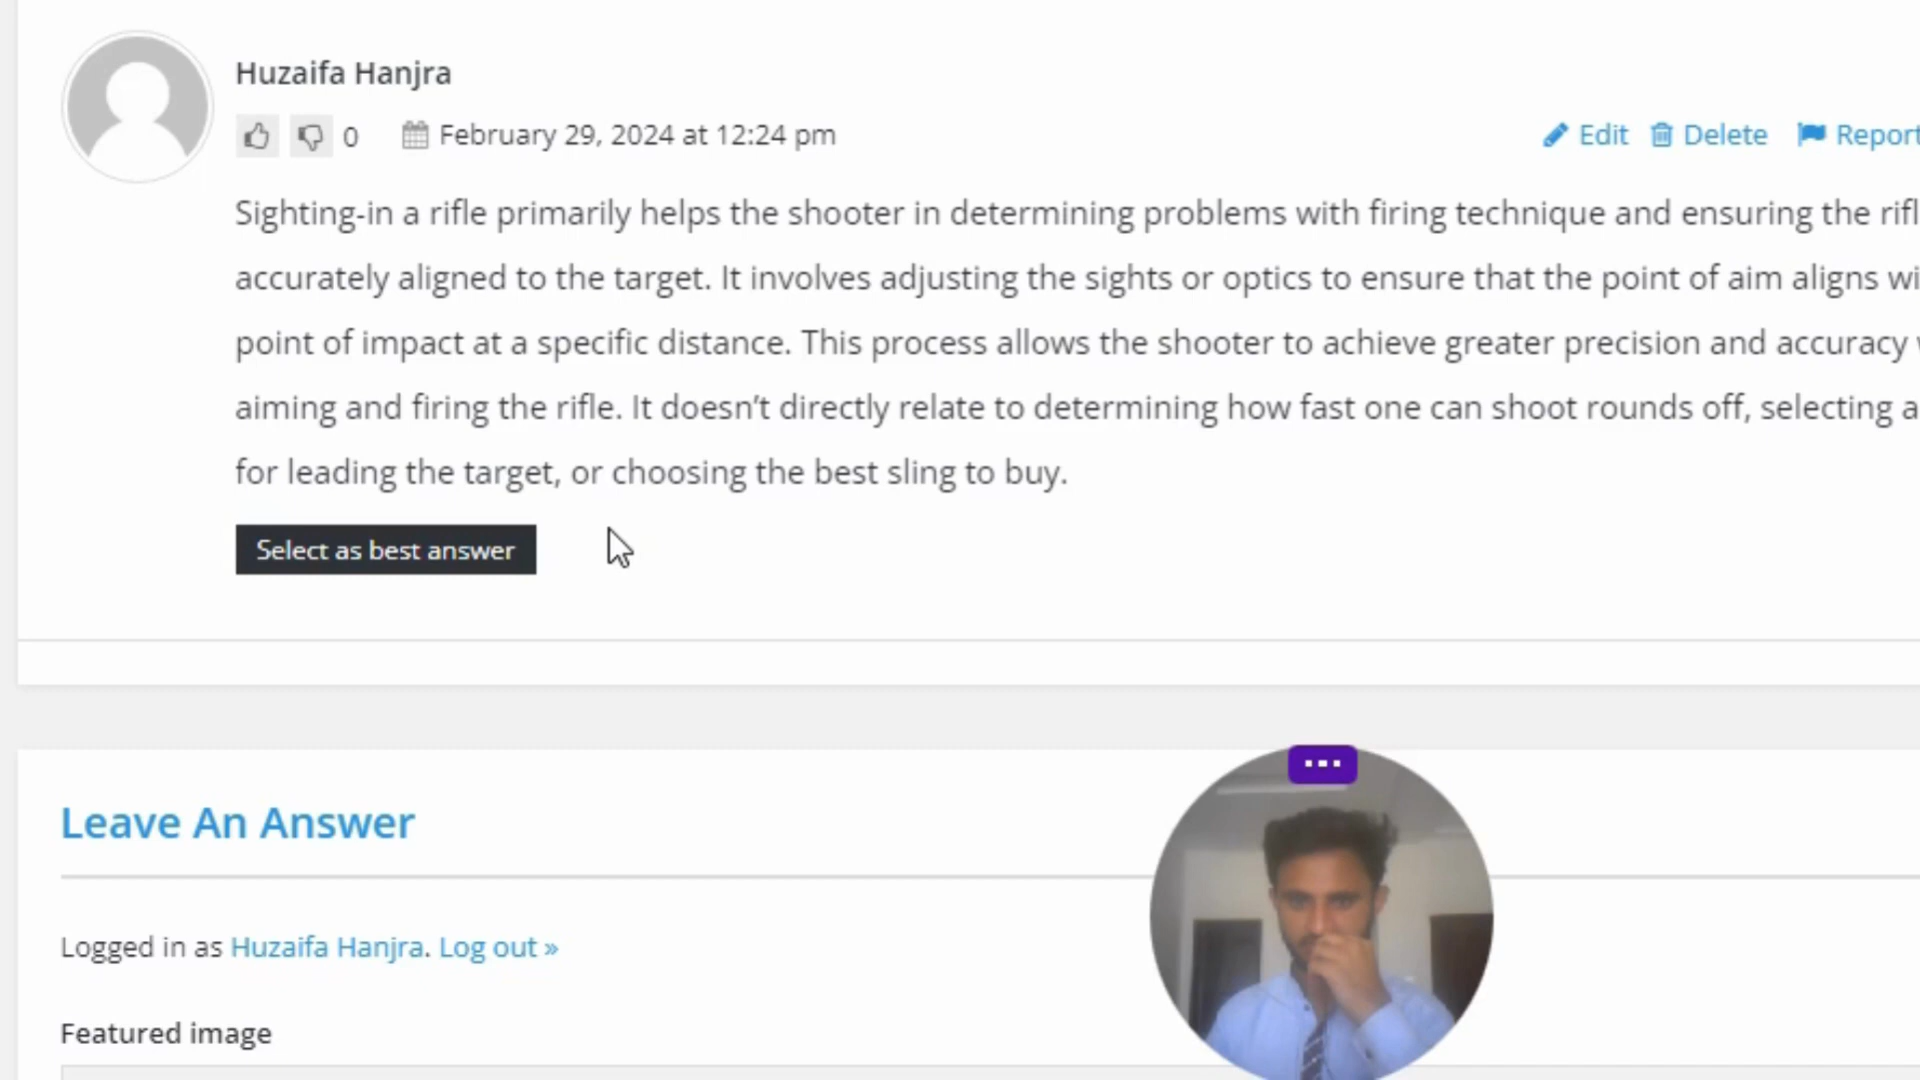 Huzaifa Hanjra
0 February 29, 2024 at 12:24 pm Edit Delete Report
Sighting-in a rifle primarily helps the shooter in determining problems with firing technique and ensuring the rifl
accurately aligned to the target. It involves adjusting the sights or optics to ensure that the point of aim aligns wi
point of impact at a specific distance. This process allows the shooter to achieve greater precision and accuracy
aiming and firing the rifle. It doesn’t directly relate to determining how fast one can shoot rounds off, selecting a
for leading the target, or choosing the best sling to buy.
Select as best answer
Leave An Answer
Logged in as Huzaifa Hanjra. Log out »
Featured image